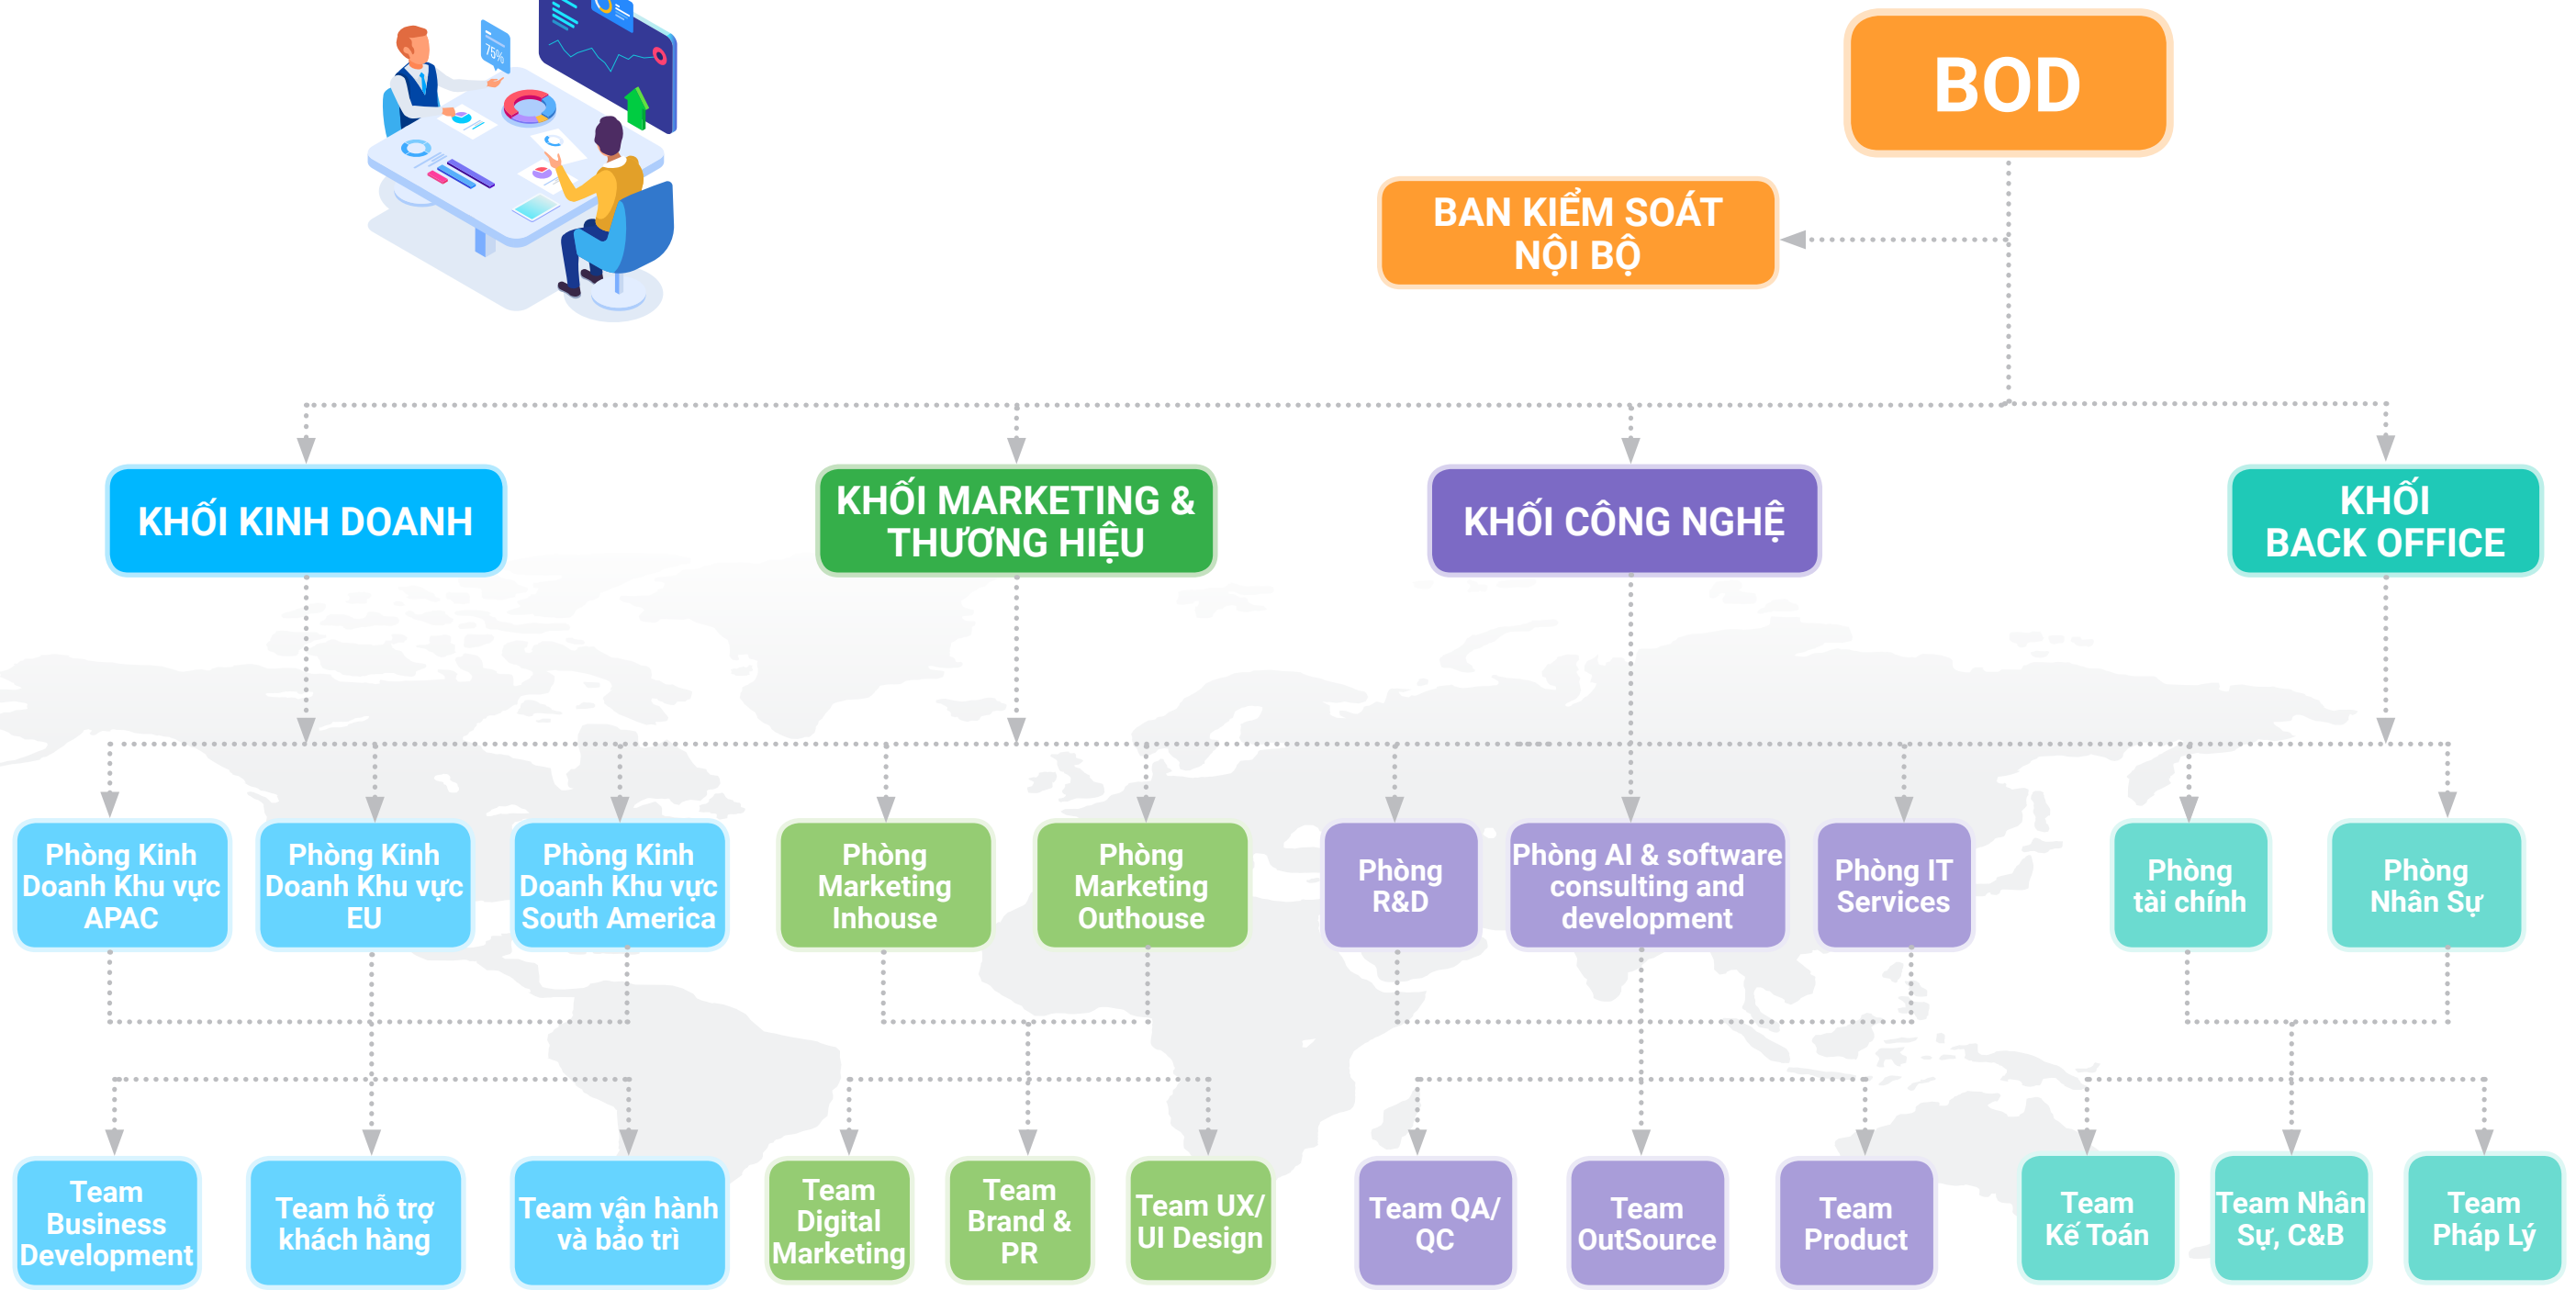 75%
BOD
BAN KIỂM SOÁT
NỘI BỘ
KHỐI KINH DOANH
KHỐI MARKETING &
THƯƠNG HIỆU
KHỐI CÔNG NGHỆ
KHỐI
BACK OFFICE
Phòng Kinh
Doanh Khu vực
APAC
Phòng Kinh
Doanh Khu vực
EU
Phòng Kinh
Doanh Khu vực
South America
Phòng
Marketing
Inhouse
Phòng
Marketing
Outhouse
Phòng
R&D
Phòng AI & software
consulting and
development
Phòng IT
Services
Phòng
tài chính
Phòng
Nhân Sự
Team
Business
Development
Team hỗ trợ
khách hàng
Team vận hành
và bảo trì
Team
Digital
Marketing
Team
Brand &
PR
Team UX/
UI Design
Team QA/
QC
Team
OutSource
Team
Product
Team
Kế Toán
Team Nhân
Sự, C&B
Team
Pháp Lý